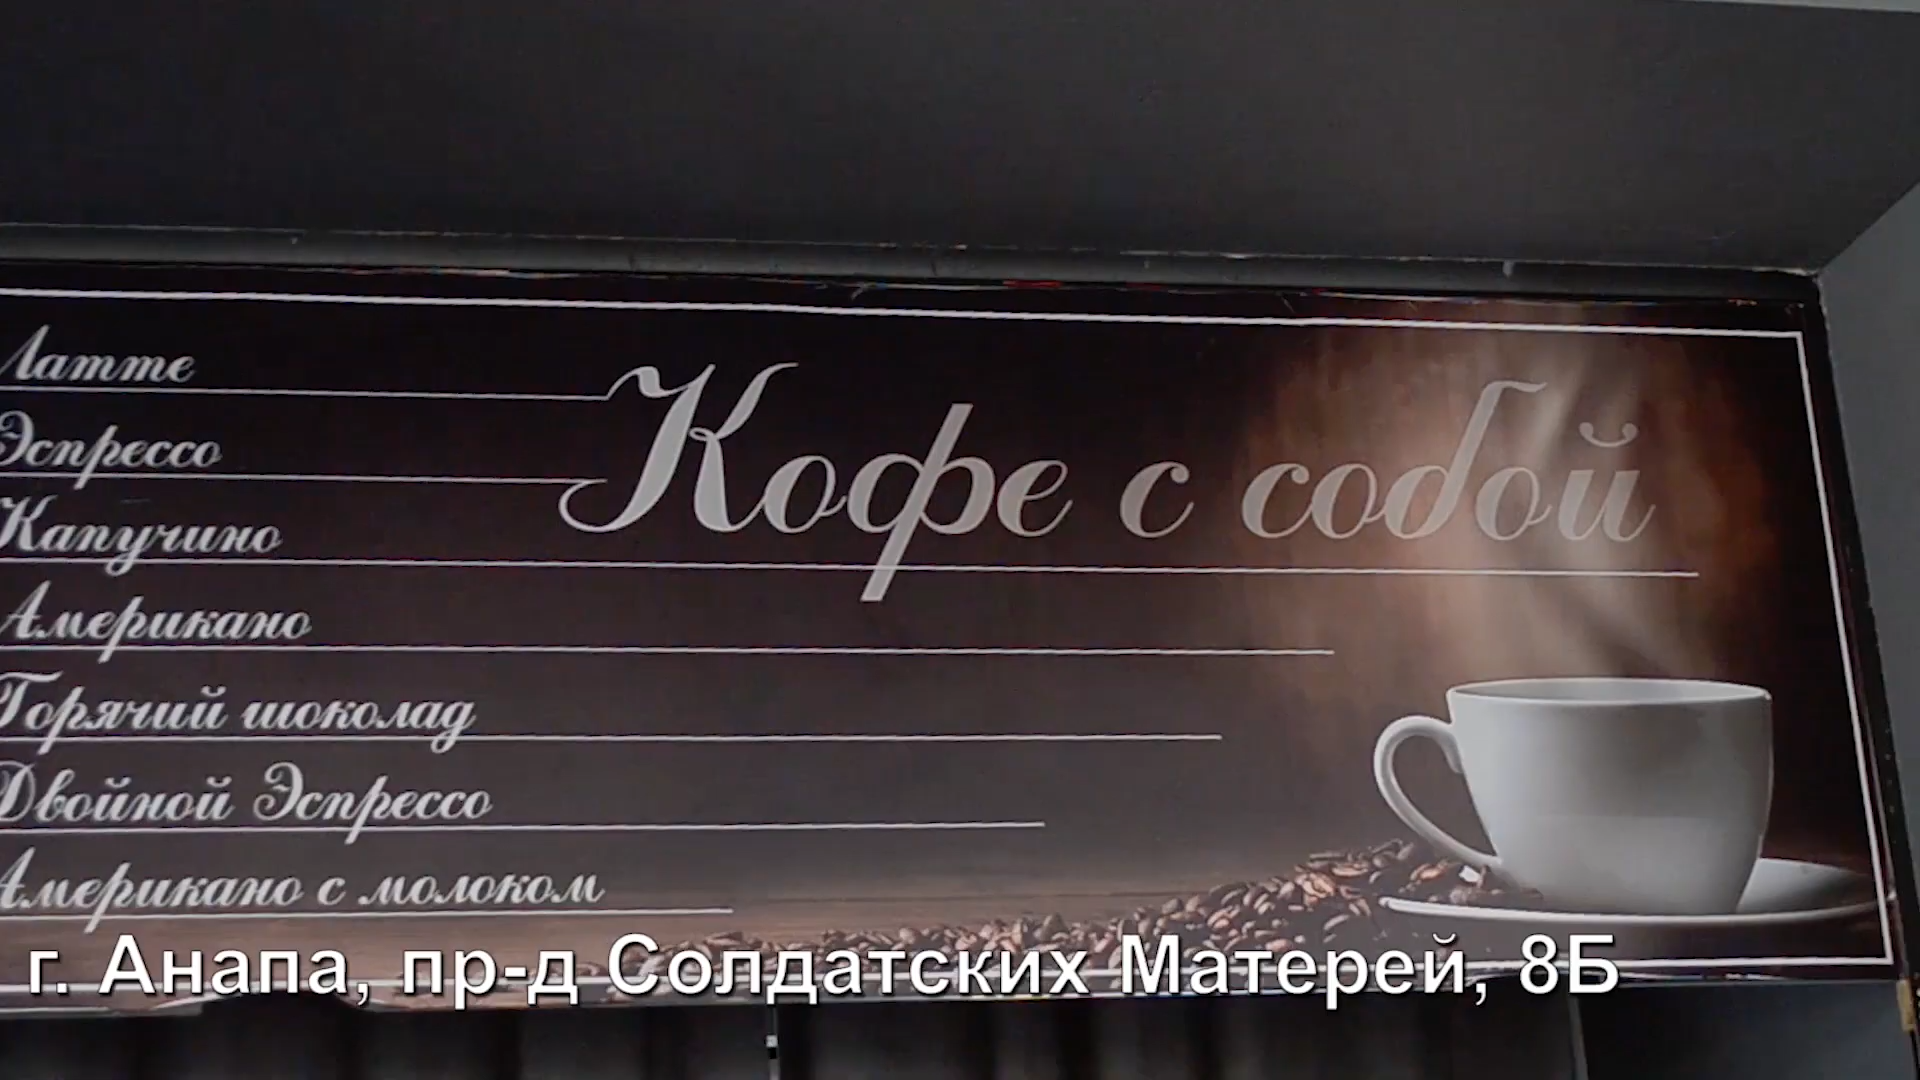 Латте
Эспрессо
Капучино
Американо
Горячий шоколад
Двойной Эспрессо
Американо с молоком
Кофе с собой
г. Анапа, пр-д Солдатских Матерей, 8Б